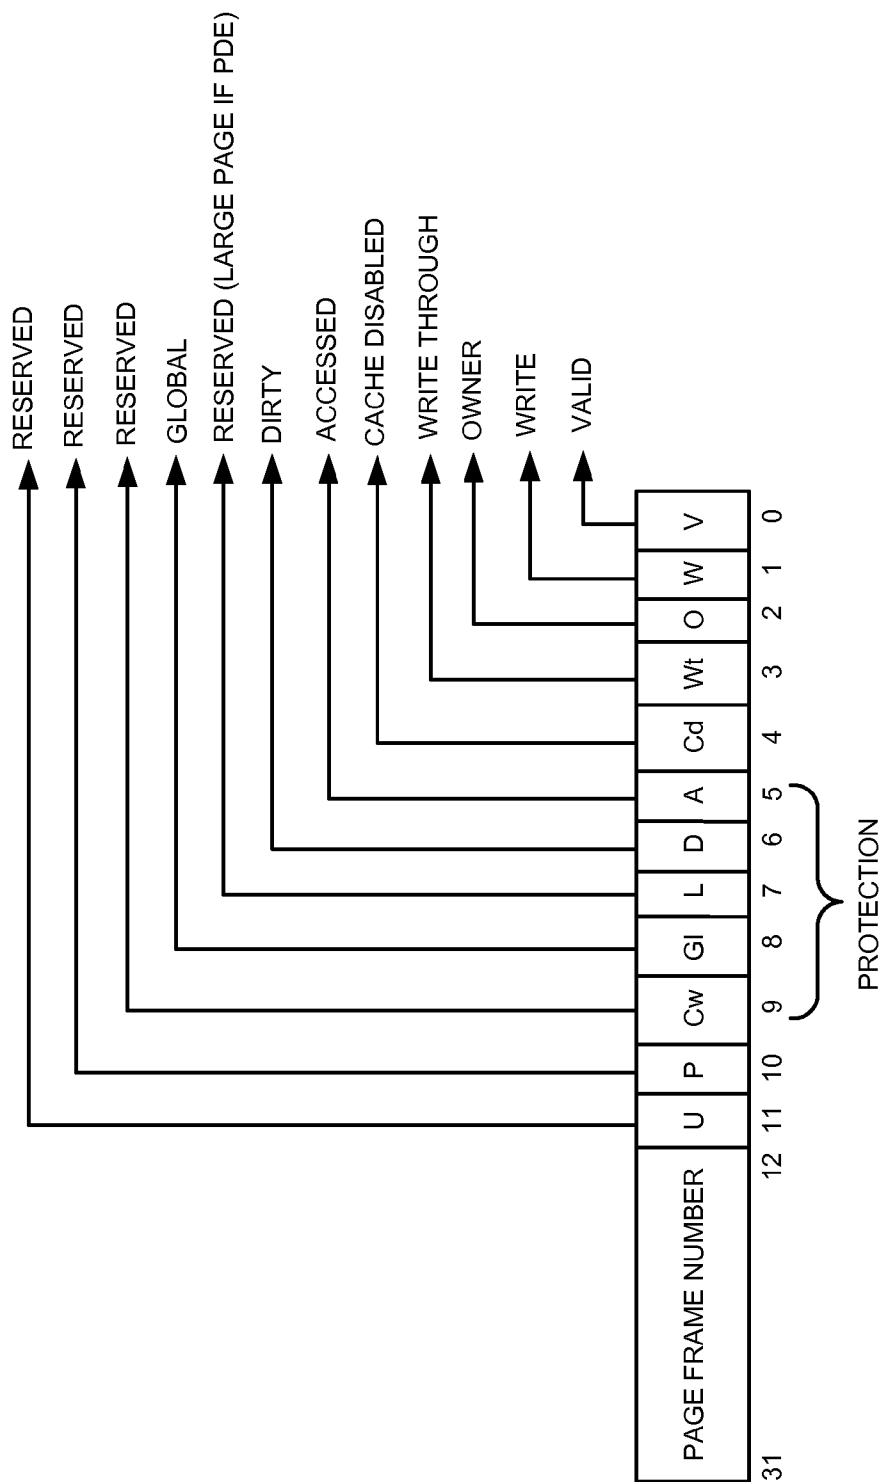 RESERVED
RESERVED
RESERVED
GLOBAL
RESERVED (LARGE PAGE IF PDE)
DIRTY
ACCESSED
CACHE DISABLED
WRITE THROUGH
OWNER
WRITE
VALID
PAGE FRAME NUMBER U P Cw Gl L D A Cd Wt O W V
31 12 11 10 9 8 7 6 5 4 3 2 1 0
PROTECTION